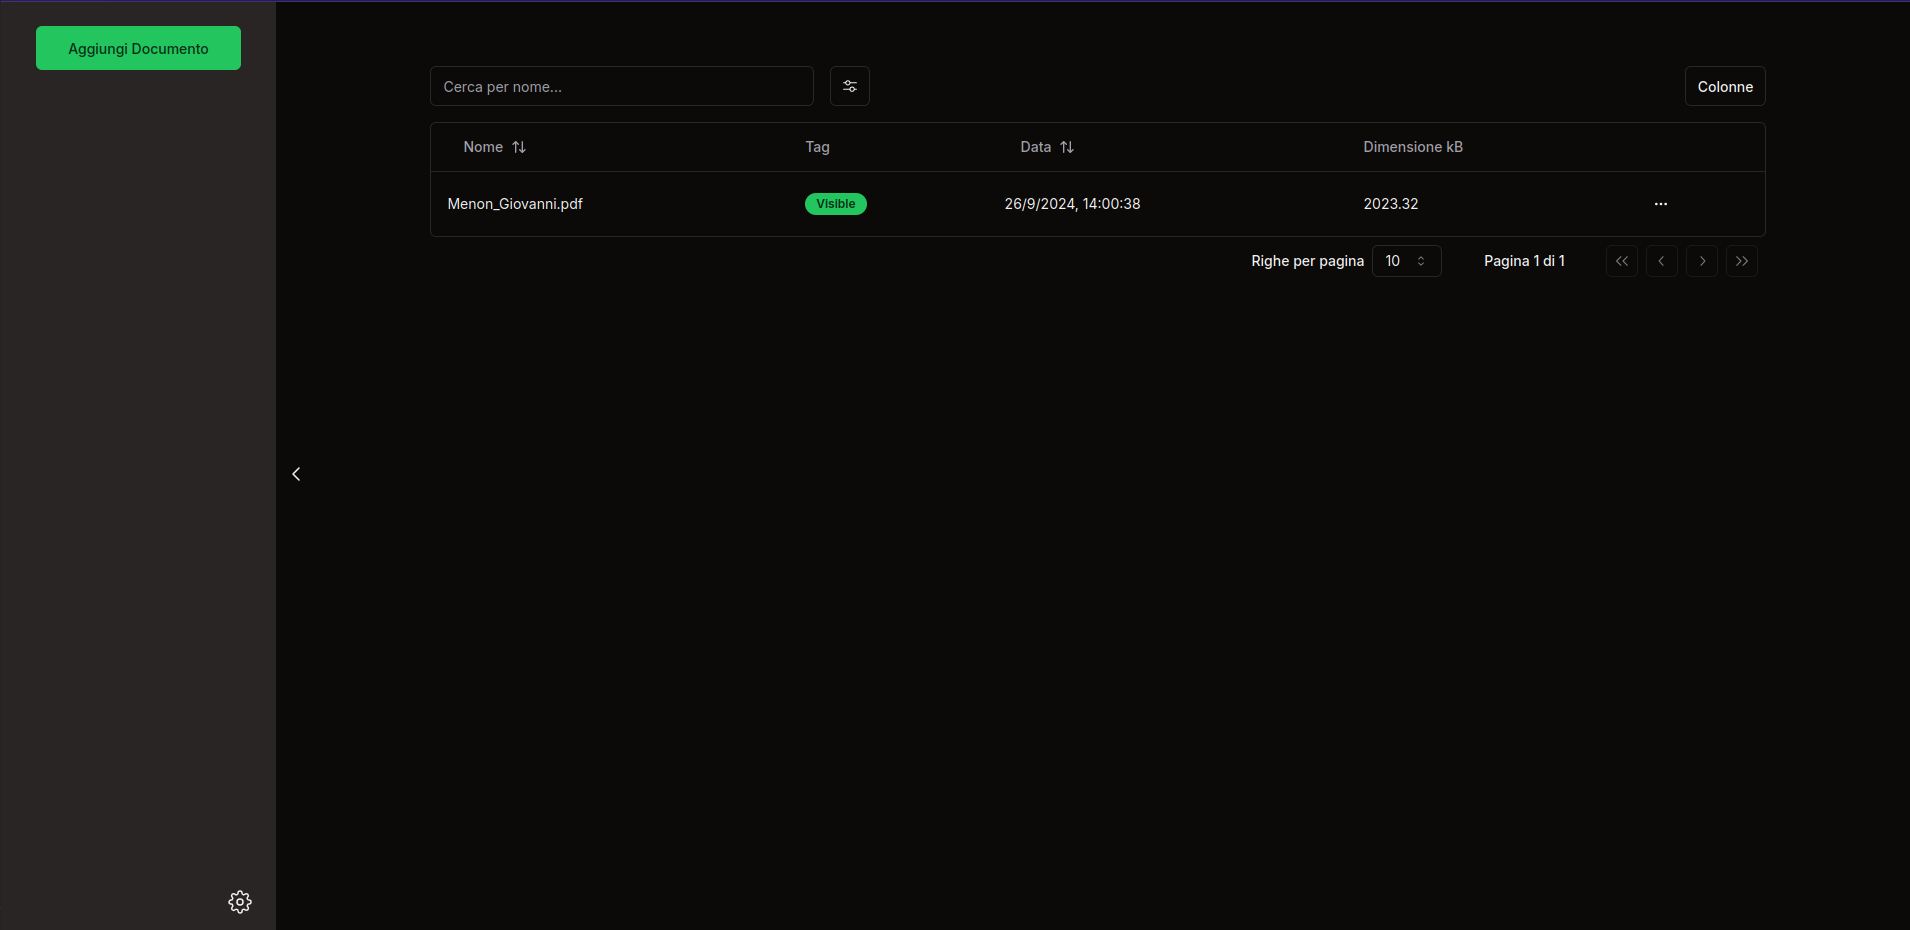 Aggiungi Documento
Cerca per nome...
Colonne
Nome Tag Data Dimensione kB
Menon_Giovanni.pdf Visible 26/9/2024, 14:00:38 2023.32
Righe per pagina 10 Pagina 1 di 1